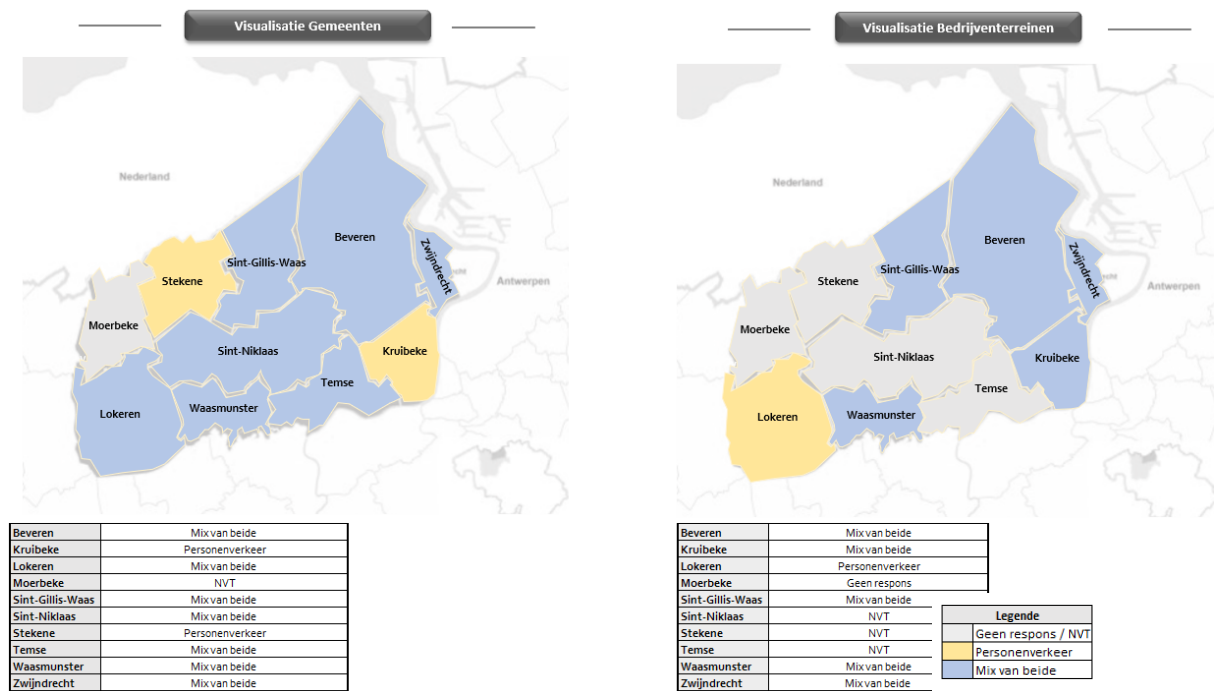 Visualisatie Gemeenten
Nederland
Beveren
Zwijndrecht
recht
Sint-Gillis-Waas
Stekene
Antwerpen
Moerbeke
Sint-Niklaas
Kruibeke
Temse
Waasmunster
Lokeren
Beveren Mix van beide
Kruibeke Personenverkeer
Lokeren Mix van beide
Moerbeke NVT
Sint-Gillis-Waas Mix van beide
Sint-Niklaas Mix van beide
Stekene Personenverkeer
Temse Mix van beide
Waasmunster Mix van beide
Zwijndrecht Mix van beide
Visualisatie Bedrijventerreinen
Nederland
Beveren
Zwijndrecht
recht
Sint-Gillis-Waas
Stekene
Antwerpen
Moerbeke
Sint-Niklaas
Kruibeke
Temse
Waasmunster
Lokeren
Beveren Mix van beide
Kruibeke Mix van beide
Lokeren Personenverkeer
Moerbeke Geen respons
Sint-Gillis-Waas Mix van beide
Sint-Niklaas NVT
Stekene NVT
Temse NVT
Waasmunster Mix van beide
Zwijndrecht Mix van beide
Legende
Geen respons / NVT
Personenverkeer
Mix van beide